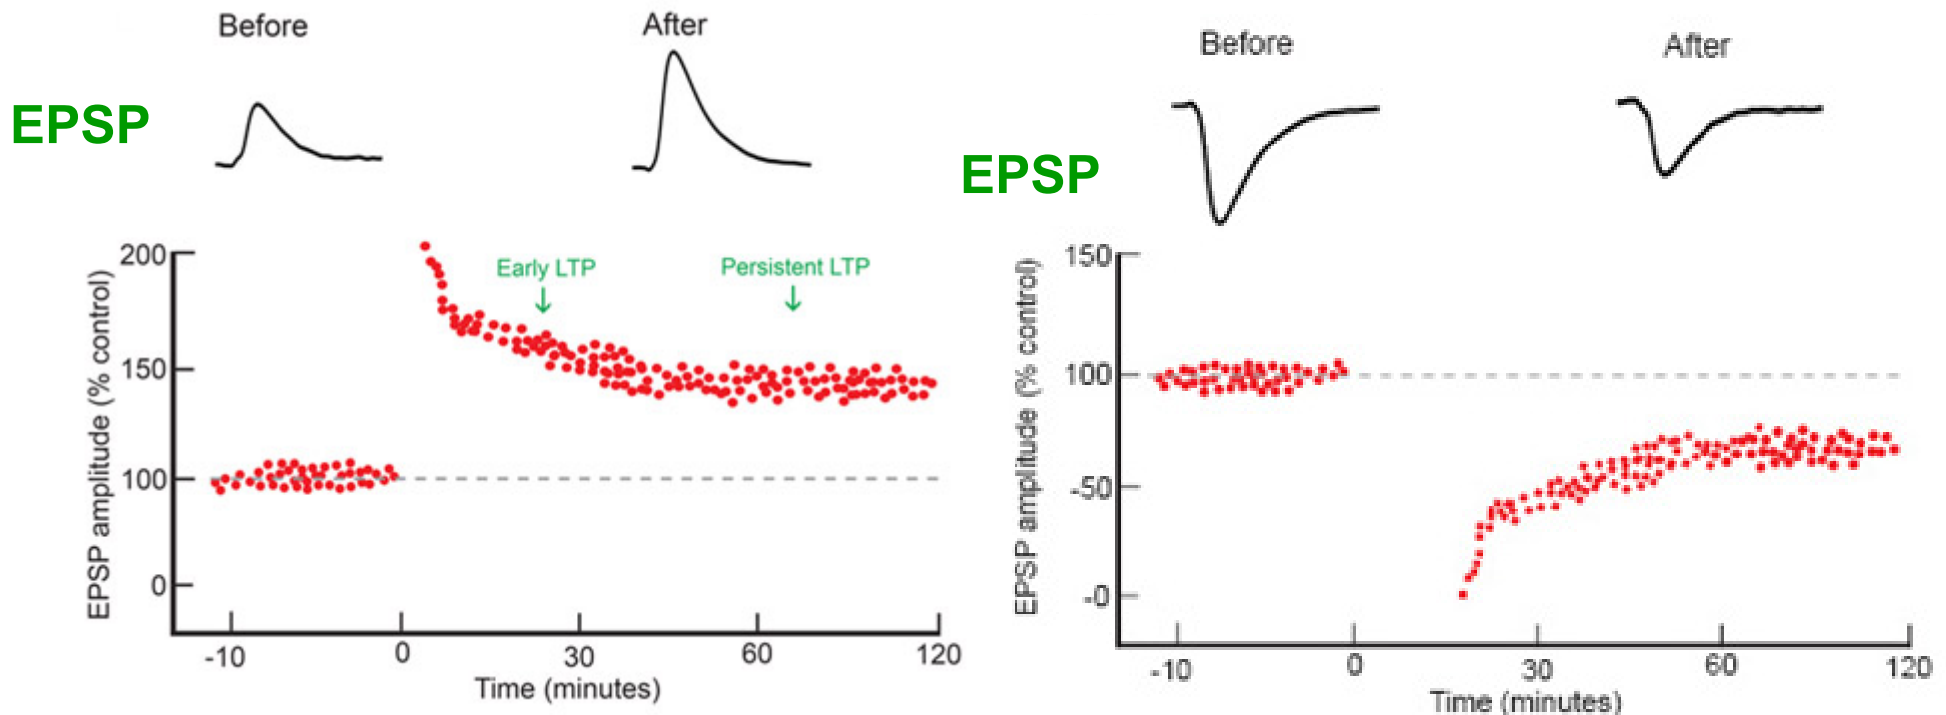 Before
After
EPSP
EPSP amplitude (% control)
200
150
100
0
Early LTP
Persistent LTP
-10
0
30
60
120
Time (minutes)
Before
After
EPSP
EPSP amplitude (% control)
150
100
-50
-0
-10
0
30
60
120
Time (minutes)